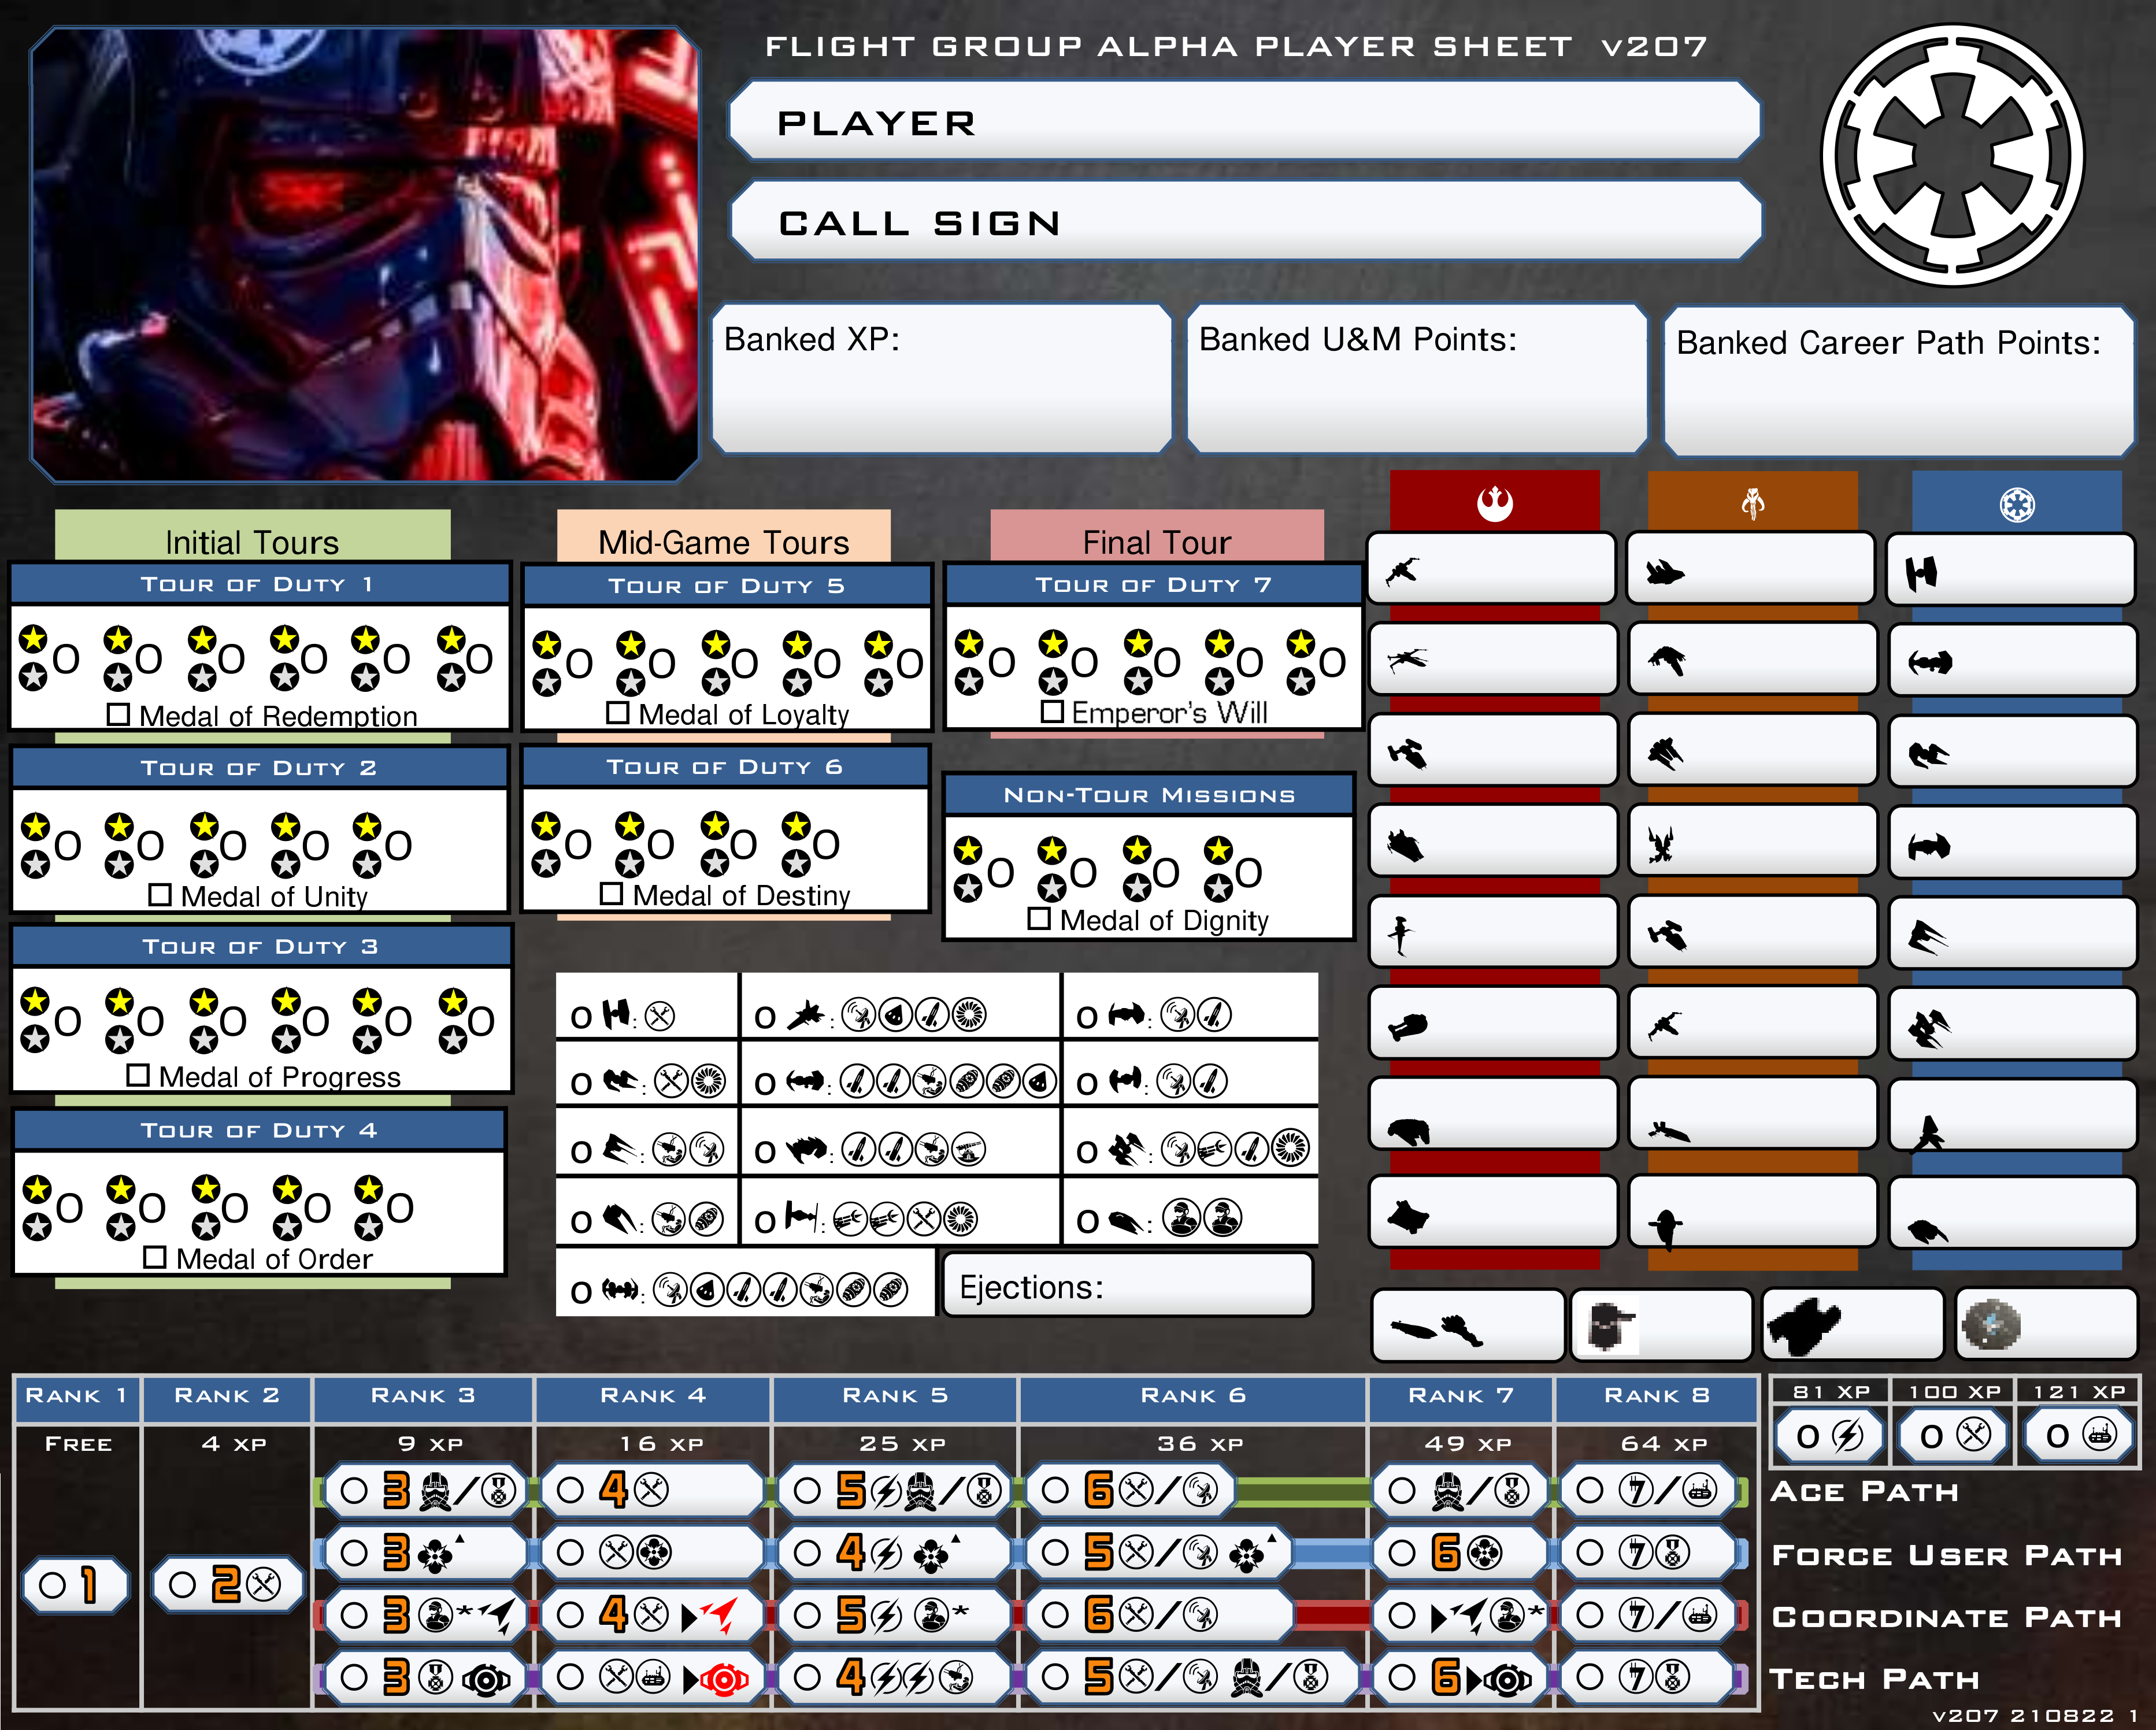 FLIGHT GROUP ALPHA PLAYER SHEET v207
PLAYER
CALL SIGN
Banked XP:
Banked U&M Points:
Banked Career Path Points:
Initial Tours
Mid-Game Tours
Final Tour
TOUR OF DUTY 1
O O O O O O
Medal of Redemption
TOUR OF DUTY 5
O O O O O
Medal of Loyalty
TOUR OF DUTY 7
O O O O O
Emperor's Will
TOUR OF DUTY 2
O O O O O
Medal of Unity
TOUR OF DUTY 6
O O O O
Medal of Destiny
NON-TOUR MISSIONS
O O O O
Medal of Dignity
TOUR OF DUTY 3
O O O O O O
Medal of Progress
TOUR OF DUTY 4
O O O O O
Medal of Order
O : O : O :
O : O : O :
O : O : O :
O : O : O :
O :
Ejections:
RANK 1 RANK 2 RANK 3 RANK 4 RANK 5 RANK 6 RANK 7 RANK 8
FREE 4 XP 9 XP 16 XP 25 XP 36 XP 49 XP 64 XP
81 XP 100 XP 121 XP
O O O
O 3 / O 4 O 5 / O 6 / O / O 7 / ACE PATH
O 3 O O 4 O 5 / O 6 O 7 FORCE USER PATH
O 1 O 2
O 3 * O 4 O 5 * O 6 / O * O 7 / COORDINATE PATH
O 3 O O 4 O 5 / / O 6 O 7 TECH PATH
v207 210822 1